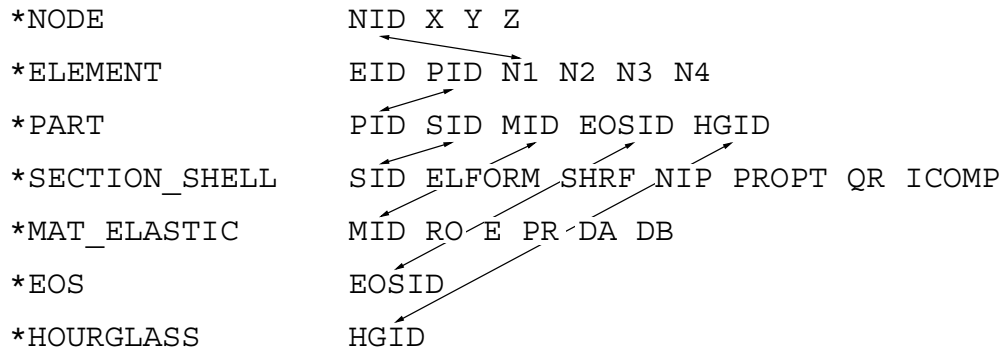 *NODE NID X Y Z
*ELEMENT EID PID N1 N2 N3 N4
*PART PID SID MID EOSID HGID
*SECTION_SHELL SID ELFORM SHRF NIP PROPT QR ICOMP
*MAT_ELASTIC MID RO E PR DA DB
*EOS EOSID
*HOURGLASS HGID